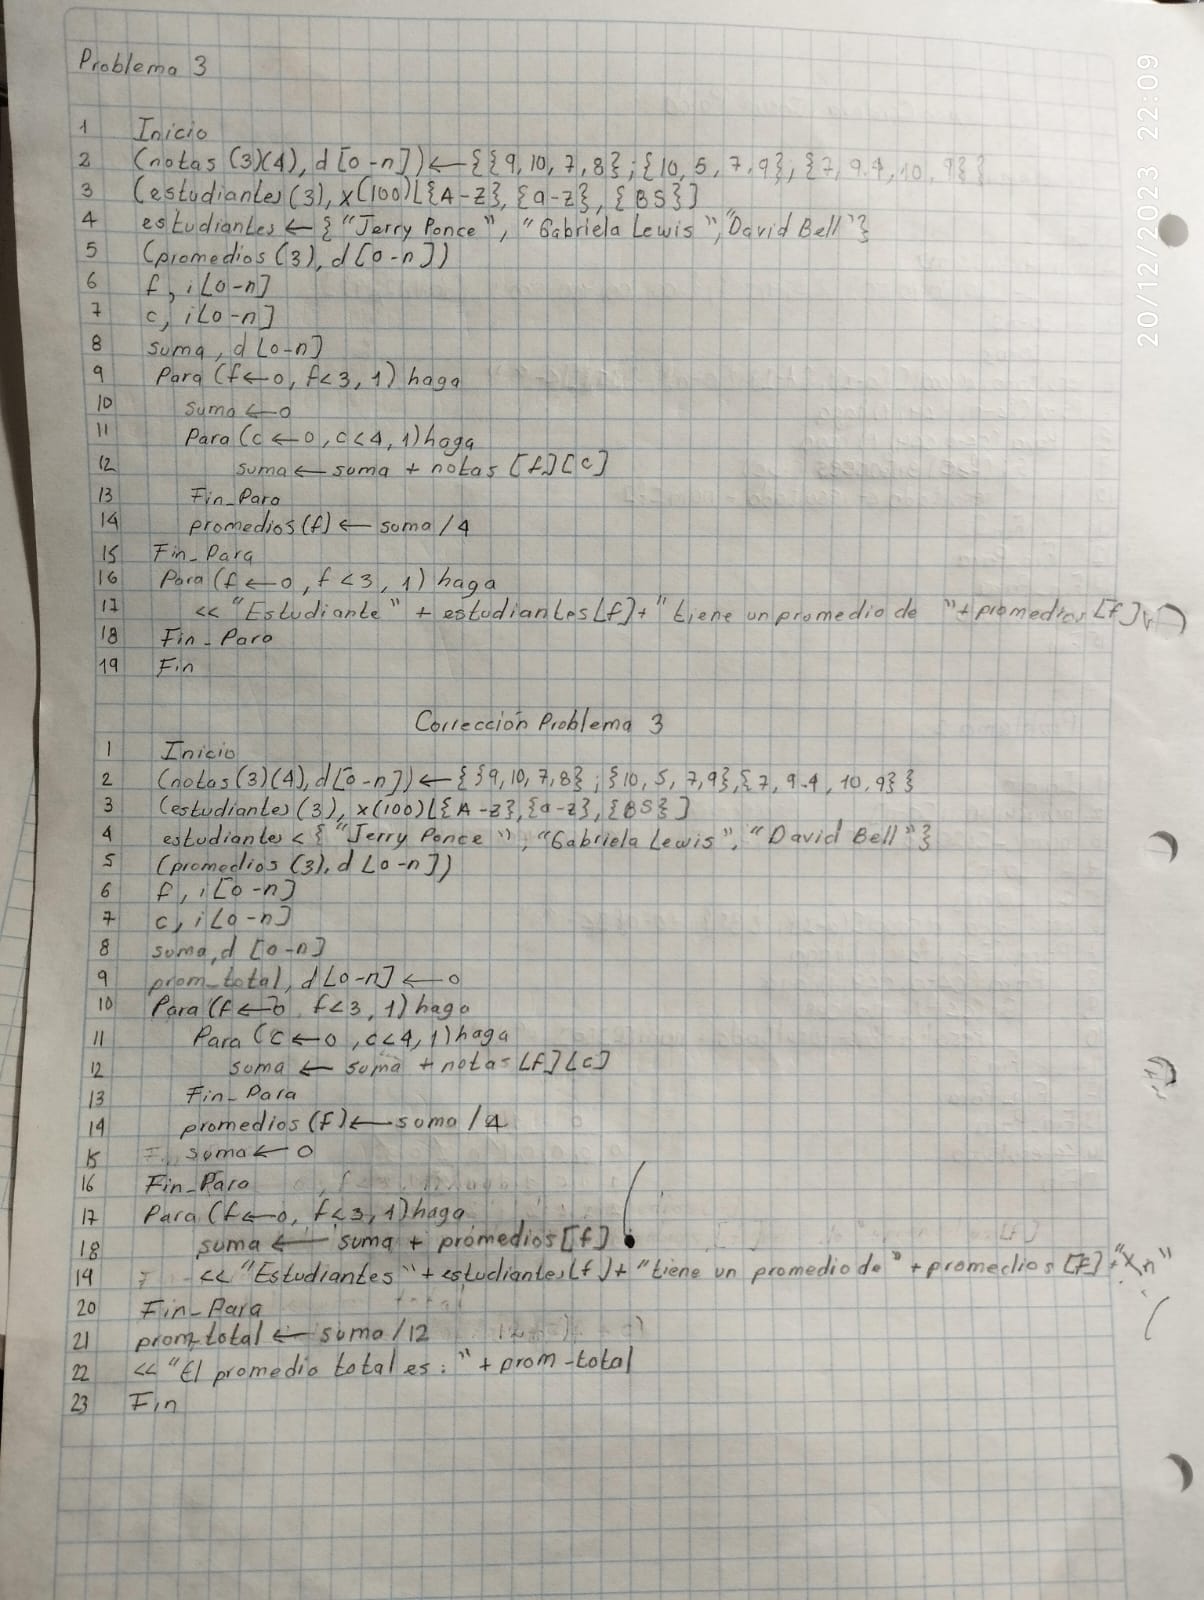 Problema 3
1 Inicio
2 (notas (3)(4), d [0-n]) ← {{9, 10, 7, 8}; {10, 5, 7, 9}; {7, 9.4, 10, 9}}
3 (estudiantes (3), x(100)[{A-Z}, {a-z}, {BS}]
4 estudiantes ← {"Jerry Ponce", "Gabriela Lewis", "David Bell"}
5 (promedios (3), d [0-n])
6 f, i[0-n]
7 c, i[0-n]
8 suma, d [0-n]
9 Para (f←0, f<3, 1) haga
10 suma ← 0
11 Para (c ← 0, c<4, 1) haga
12 suma ← suma + notas [f][c]
13 Fin_Para
14 promedios (f) ← suma /4
15 Fin_Para
16 Para (f ← 0, f <3, 1) haga
17 << "Estudiante" + estudiantes [f] + "tiene un promedio de " + promedios [f]
18 Fin_Para
19 Fin
Corrección Problema 3
1 Inicio
2 (notas (3)(4), d [0-n]) ← {{9, 10, 7, 8}; {10, 5, 7, 9}, {7, 9.4, 10, 9}}
3 (estudiantes (3), x(100)[{A-Z}, {a-z}, {BS}]
4 estudiantes < {"Jerry Ponce", "Gabriela Lewis", "David Bell"}
5 (promedios (3), d [0-n])
6 f, i [0-n]
7 c, i [0-n]
8 suma, d [0-n]
9 prom_total, d [0-n] ← 0
10 Para (f ← 0 f<3, 1) haga
11 Para (c ← 0, c<4, 1) haga
12 suma ← suma + notas [f][c]
13 Fin_Para
14 promedios (f) ← suma /4
15 suma ← 0
16 Fin_Para
17 Para (f←0, f<3, 1) haga
18 suma ← suma + promedios [f]
19 << "Estudiantes" + estudiantes [f] + "tiene un promedio de" + promedios [f] + "\n"
20 Fin_Para
21 prom_total ← suma /12
22 << "El promedio total es: " + prom-total
23 Fin
20/12/2023 22:09